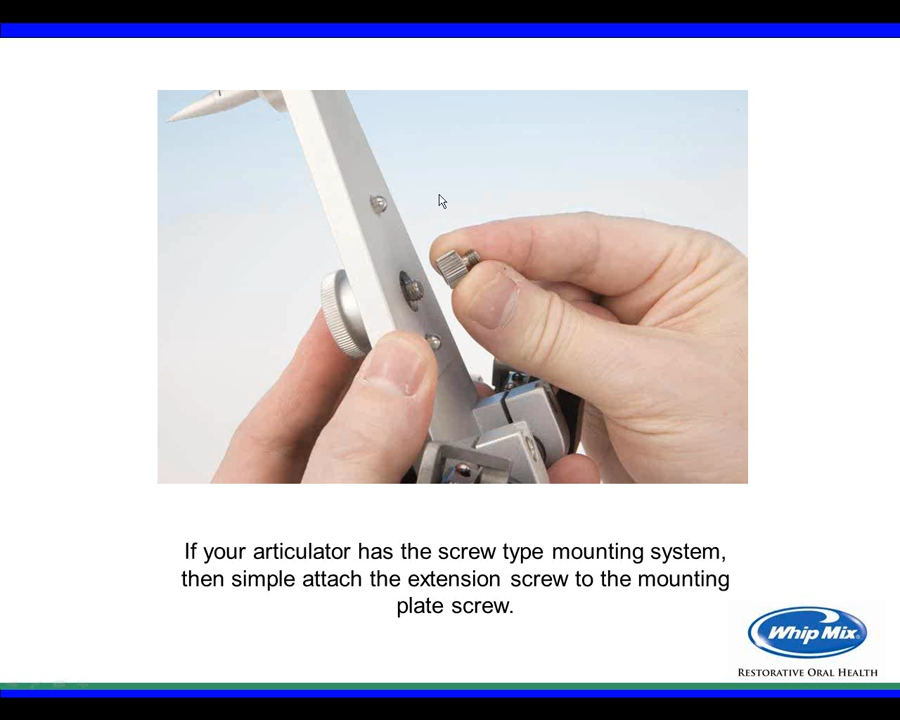 If your articulator has the screw type mounting system,
then simple attach the extension screw to the mounting
plate screw.
Whip Mix®
RESTORATIVE ORAL HEALTH